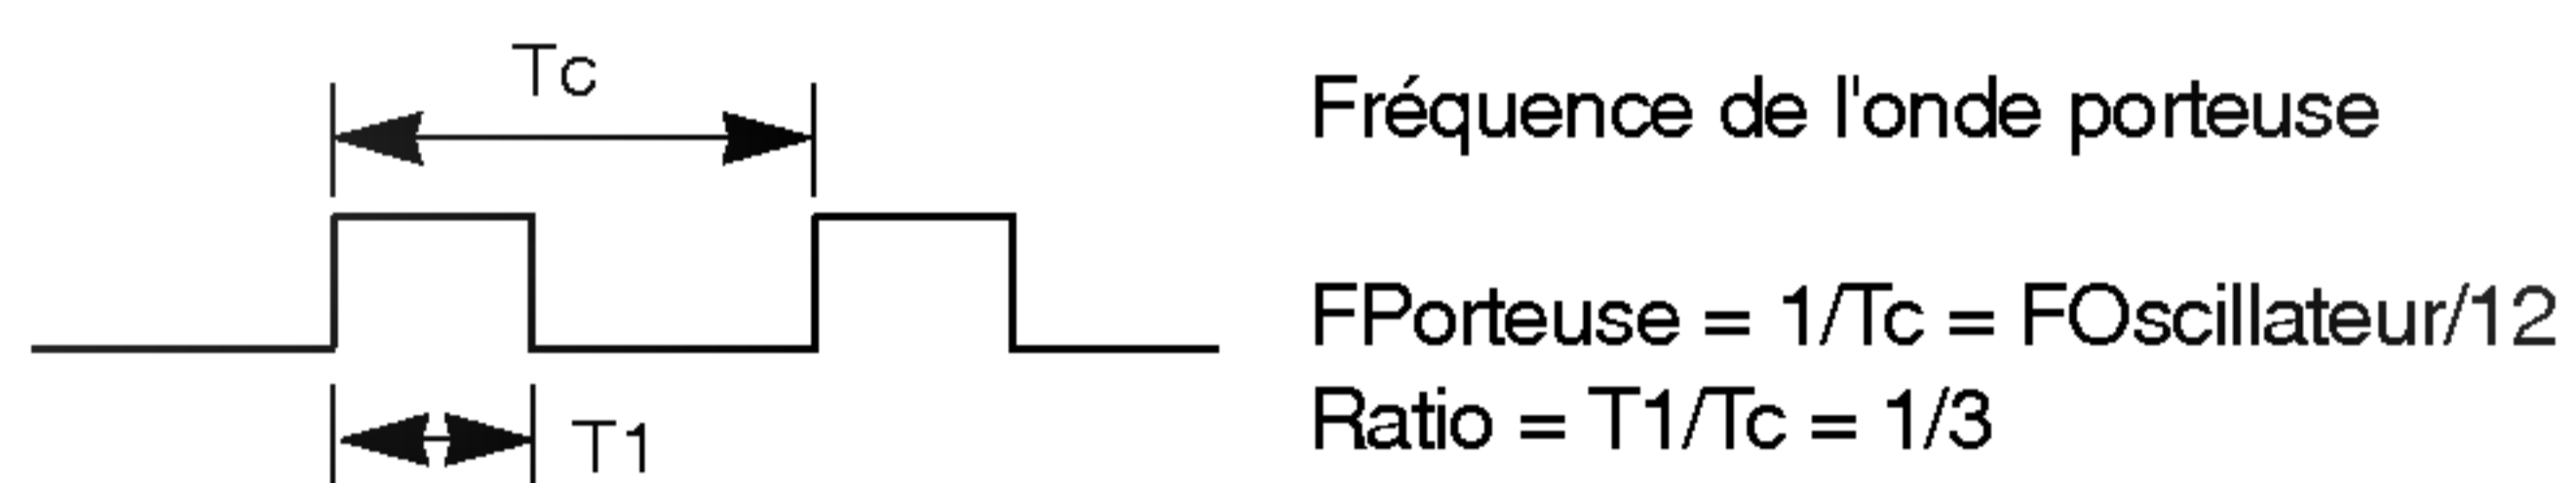 Tc
Fréquence de l'onde porteuse
FPorteuse = 1/Tc = FOscillateur/12
Ratio = T1/Tc = 1/3
T1